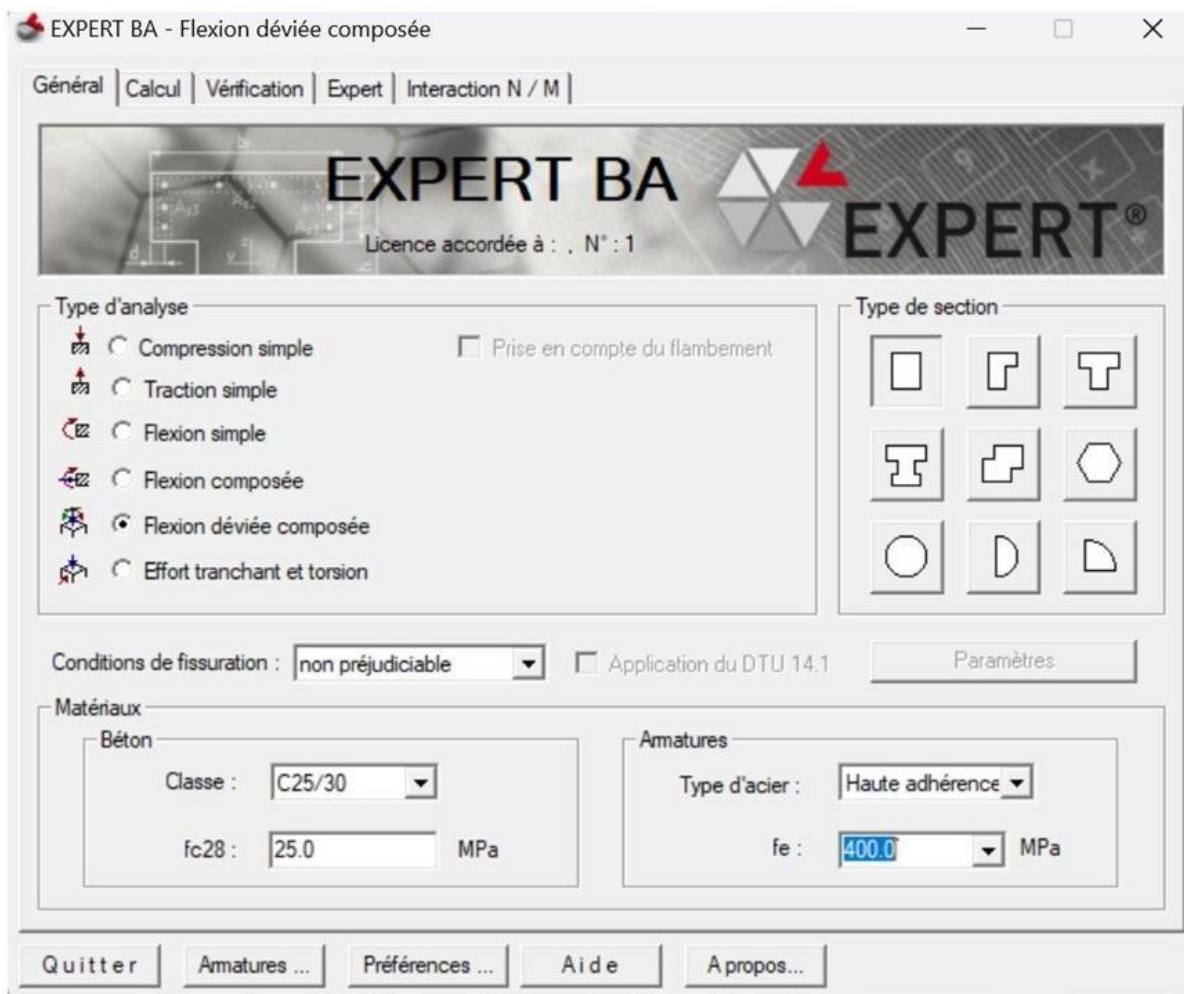 EXPERT BA - Flexion déviée composée
Général Calcul Vérification Expert Interaction N / M
EXPERT BA
EXPERT®
Licence accordée à : , N° : 1
Type d'analyse
Compression simple
Prise en compte du flambement
Traction simple
Flexion simple
Flexion composée
Flexion déviée composée
Effort tranchant et torsion
Type de section
Conditions de fissuration : non préjudiciable
Application du DTU 14.1
Paramètres
Matériaux
Béton
Classe : C25/30
fc28 : 25.0 MPa
Armatures
Type d'acier : Haute adhérence
fe : 400.0 MPa
Quitter Armatures ... Préférences ... Aide A propos...